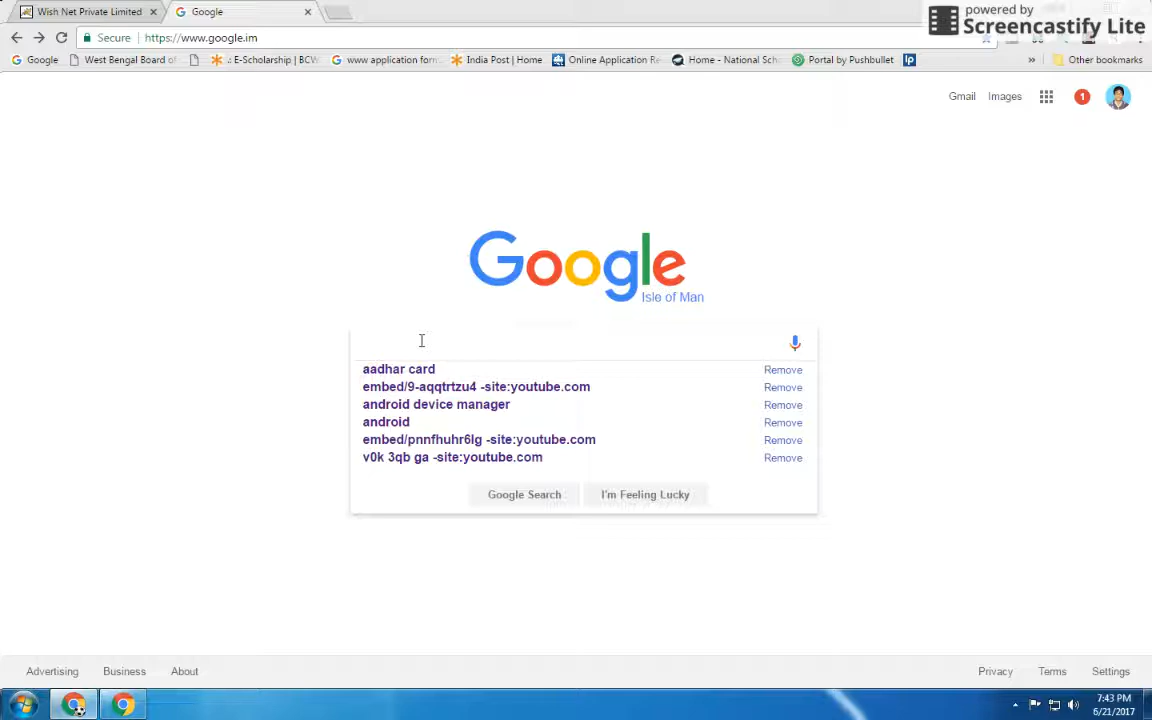 Wish Net Private Limited
Google
powered by
Screencastify Lite
Secure
https://www.google.im
Google
West Bengal Board of
.: E-Scholarship | BCW
www application form
India Post | Home
Online Application Re
Home - National Scho
Portal by Pushbullet
lp
»
Other bookmarks
Gmail
Images
1
Google
Isle of Man
aadhar card
Remove
embed/9-aqqtrtzu4 -site:youtube.com
Remove
android device manager
Remove
android
Remove
embed/pnnfhuhr6lg -site:youtube.com
Remove
v0k 3qb ga -site:youtube.com
Remove
Google Search
I'm Feeling Lucky
Advertising
Business
About
Privacy
Terms
Settings
7:43 PM
6/21/2017